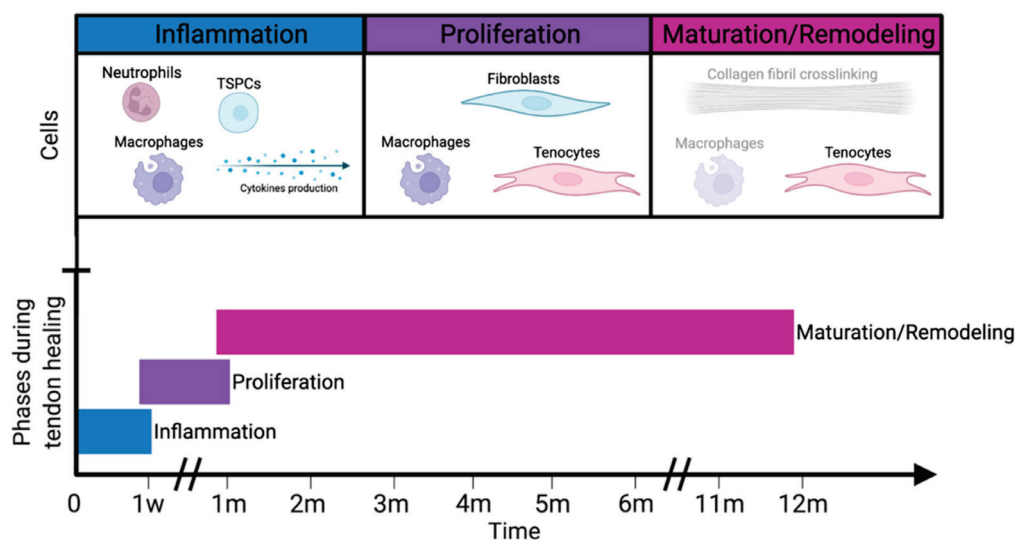 Inflammation
Proliferation
Maturation/Remodeling
Cells
Neutrophils
TSPCs
Macrophages
Cytokines production
Fibroblasts
Macrophages
Tenocytes
Collagen fibril crosslinking
Macrophages
Tenocytes
Phases during
tendon healing
Maturation/Remodeling
Proliferation
Inflammation
0 1w 1m 2m 3m 4m 5m 6m 11m 12m
Time